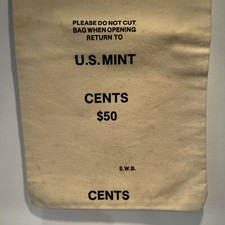 PLEASE DO NOT CUT
BAG WHEN OPENING
RETURN TO
U.S. MINT
CENTS
$50
S.W.B.
CENTS